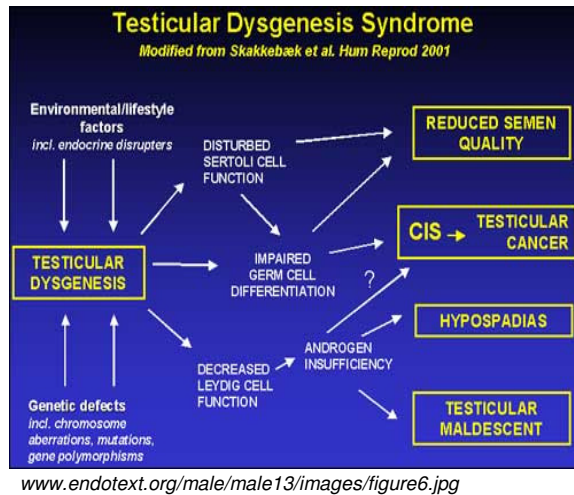 Testicular Dysgenesis Syndrome
Modified from Skakkebæk et al. Hum Reprod 2001
Environmental/lifestyle
factors
incl. endocrine disrupters
DISTURBED
SERTOLI CELL
FUNCTION
REDUCED SEMEN
QUALITY
TESTICULAR
DYSGENESIS
IMPAIRED
GERM CELL
DIFFERENTIATION
CIS → TESTICULAR
CANCER
?
HYPOSPADIAS
DECREASED
LEYDIG CELL
FUNCTION
ANDROGEN
INSUFFICIENCY
TESTICULAR
MALDESCENT
Genetic defects
incl. chromosome
aberrations, mutations,
gene polymorphisms
www.endotext.org/male/male13/images/figure6.jpg